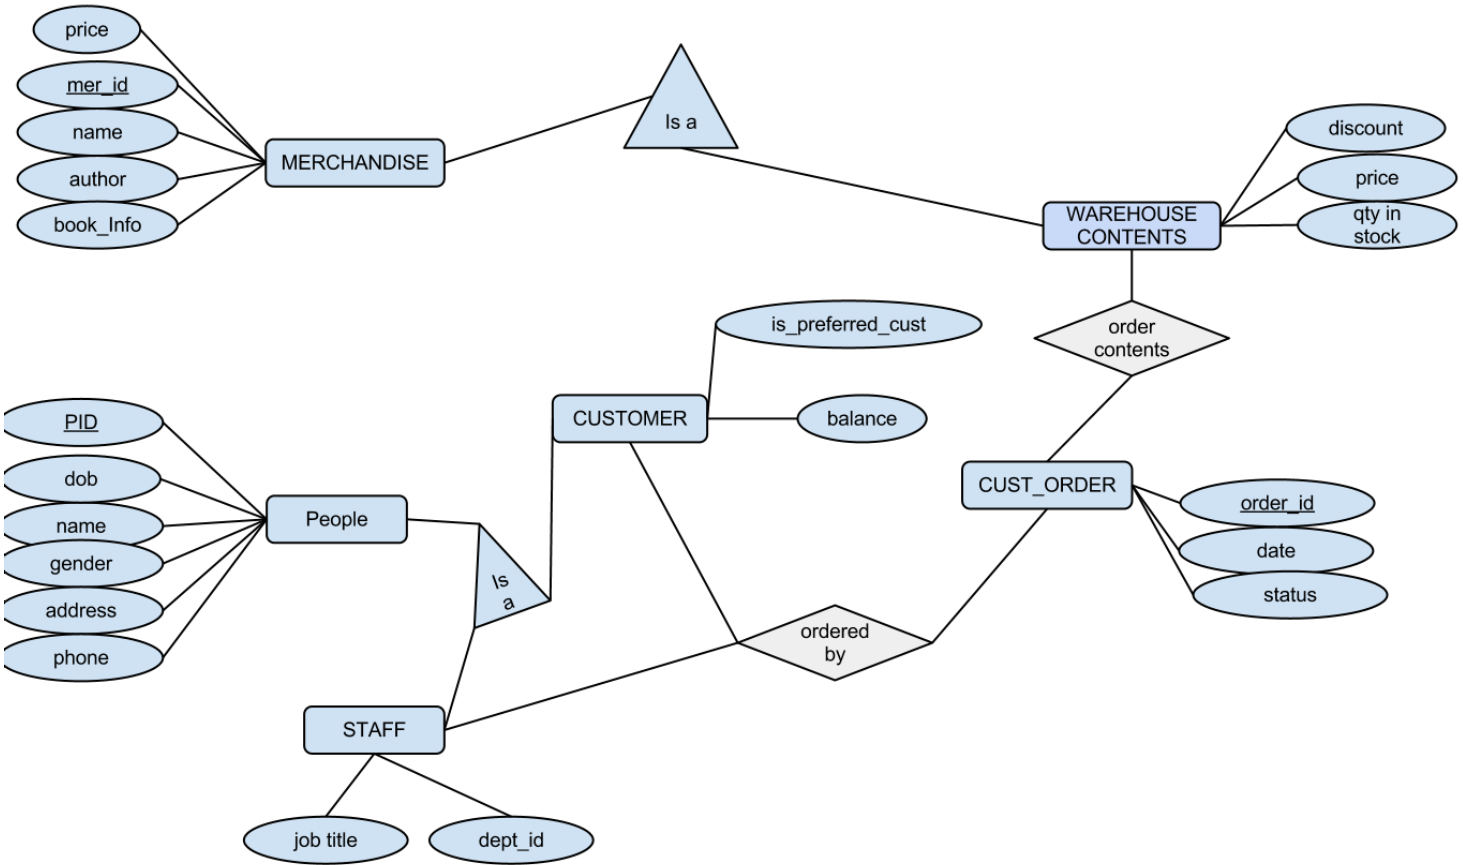 price
mer_id
name
author
book_Info
MERCHANDISE
Is a
discount
price
qty in
stock
WAREHOUSE
CONTENTS
order
contents
is_preferred_cust
balance
CUSTOMER
PID
dob
name
gender
address
phone
People
Is
a
CUST_ORDER
order_id
date
status
ordered
by
STAFF
job title
dept_id